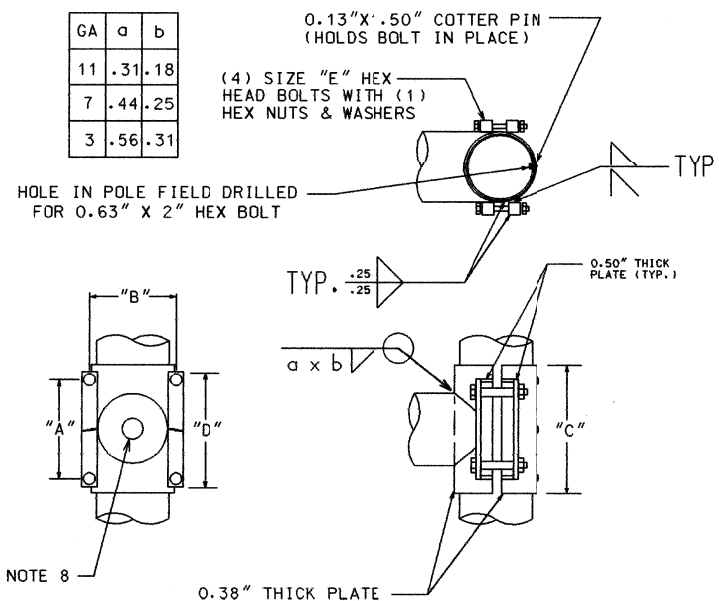 GA a b
11 .31 .18
7 .44 .25
3 .56 .31
0.13"X .50" COTTER PIN
(HOLDS BOLT IN PLACE)
(4) SIZE "E" HEX
HEAD BOLTS WITH (1)
HEX NUTS & WASHERS
TYP
HOLE IN POLE FIELD DRILLED
FOR 0.63" X 2" HEX BOLT
TYP. .25
.25
0.50" THICK
PLATE (TYP.)
"B"
a x b
"A"
"D"
"C"
NOTE 8
0.38" THICK PLATE